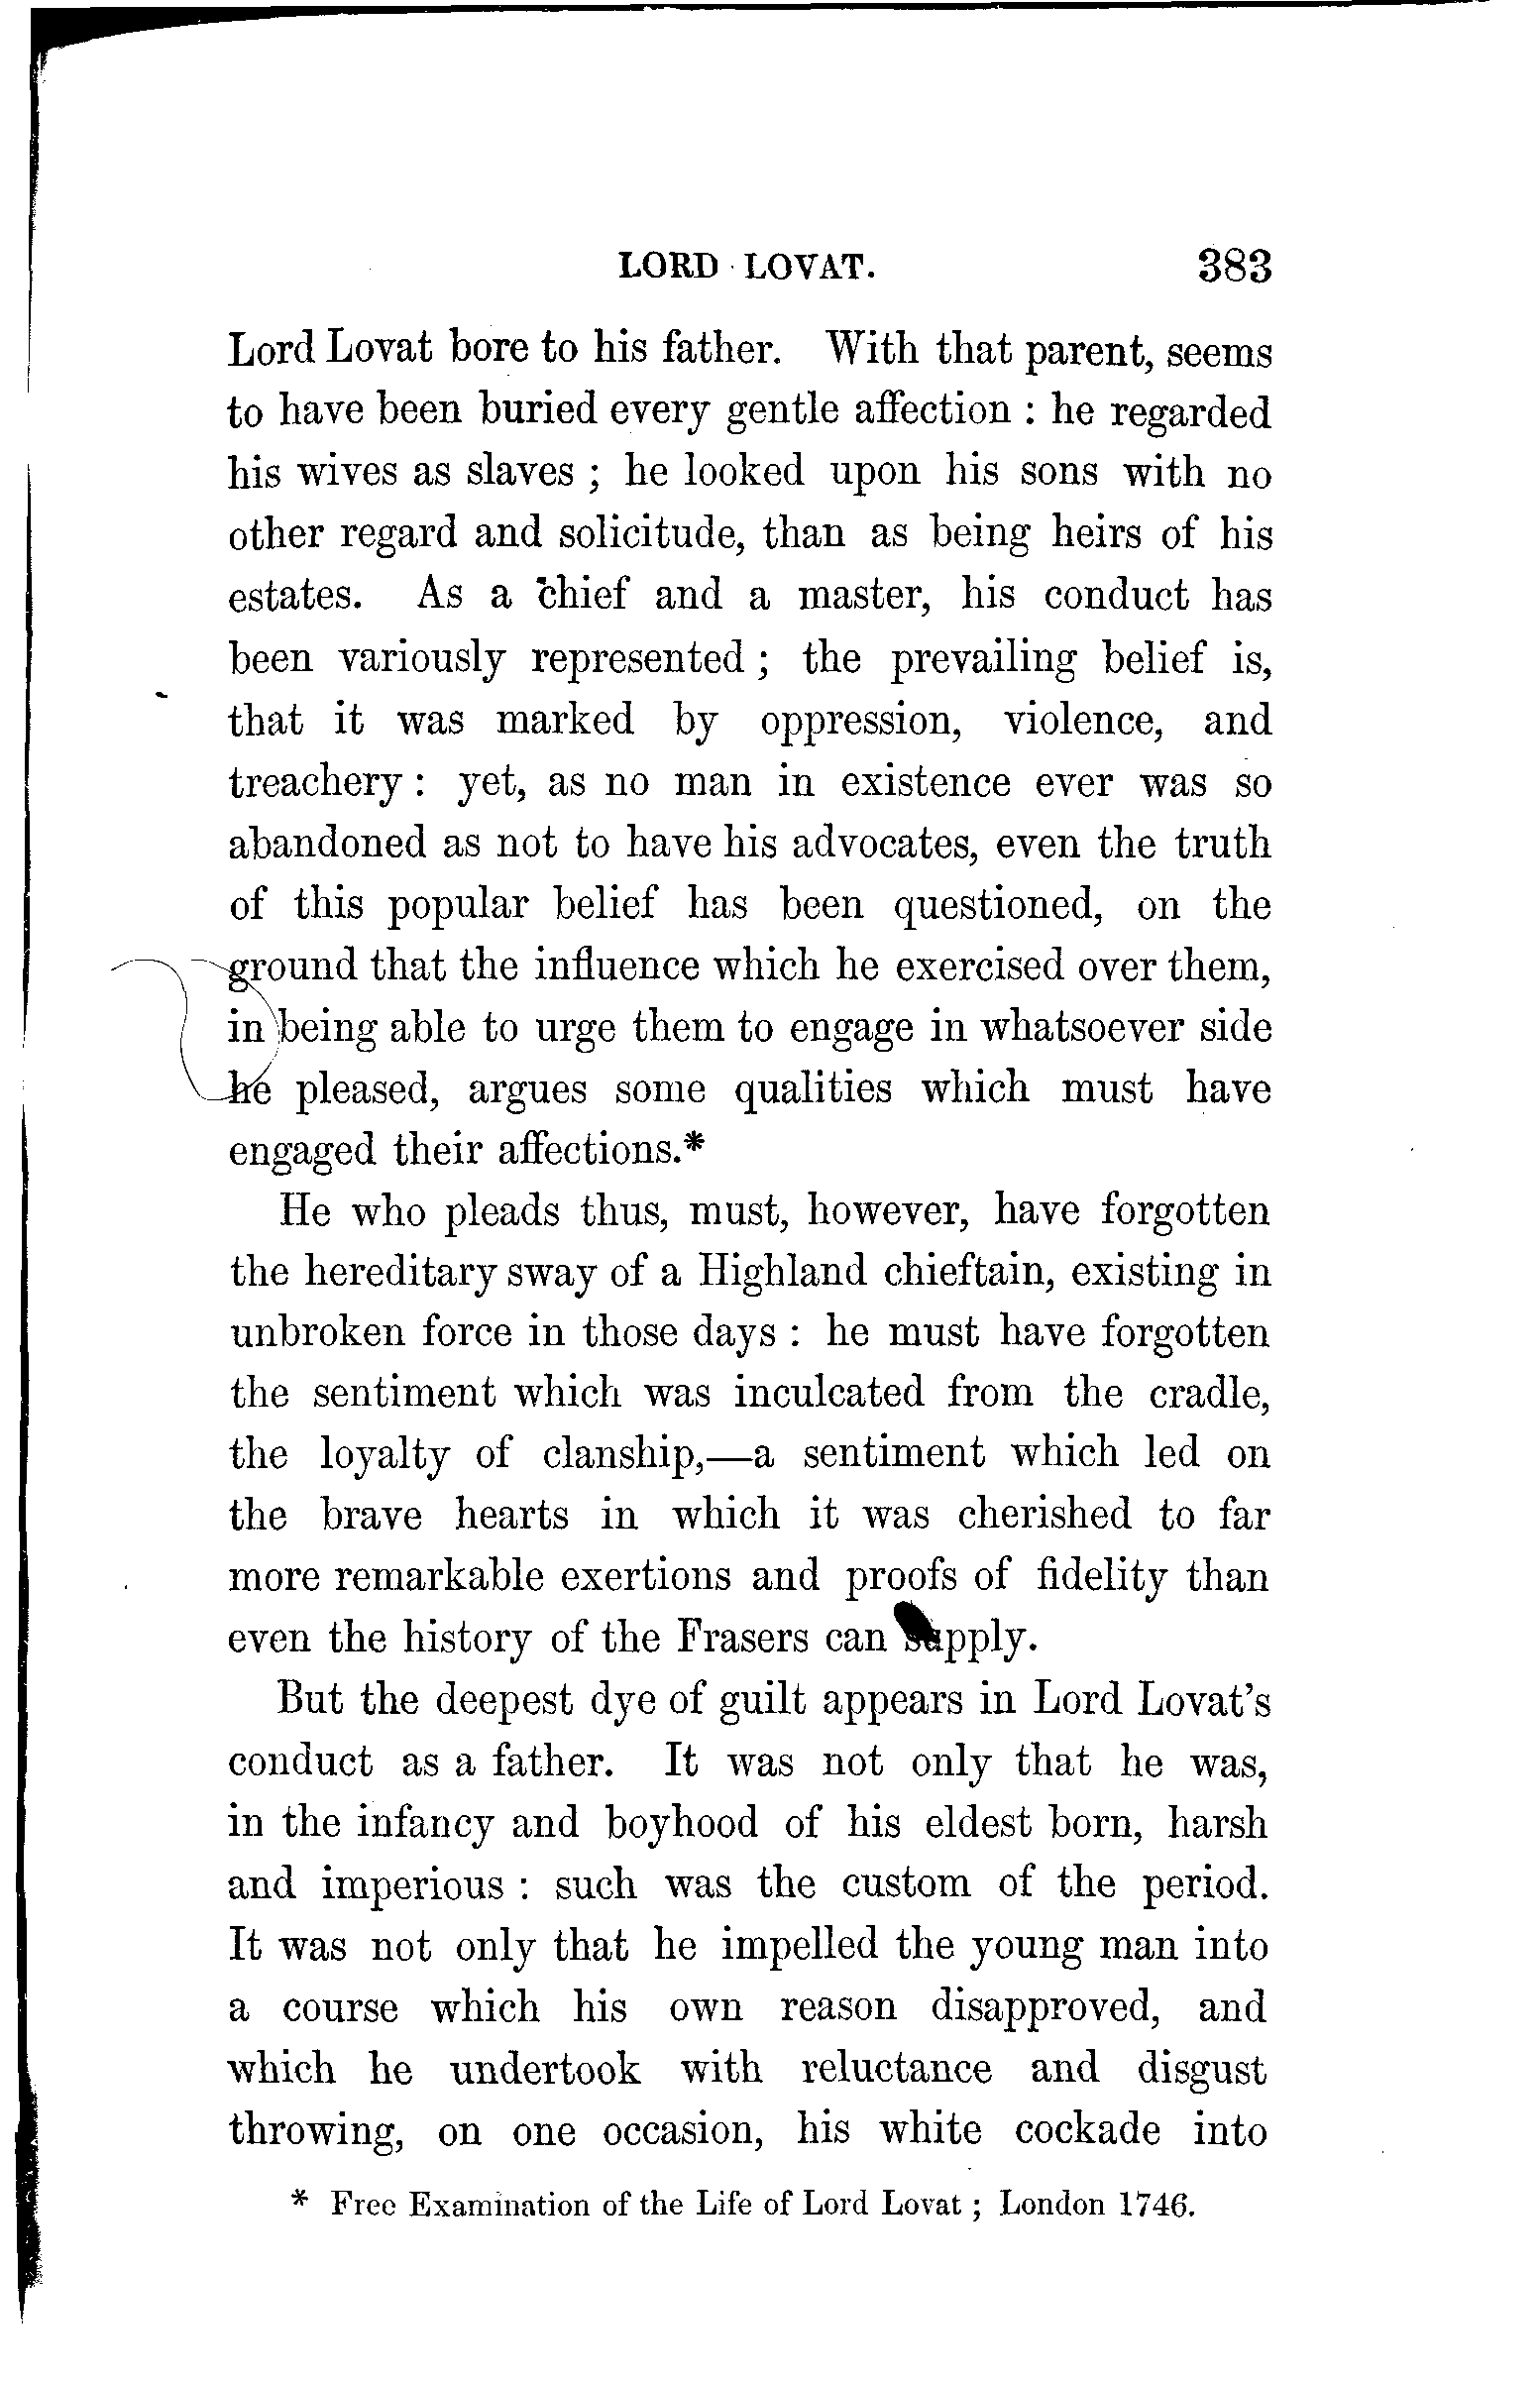 LORD LOVAT. 383
Lord Lovat bore to his father. With that parent, seems
to have been buried every gentle affection : he regarded
his wives as slaves ; he looked upon his sons with no
other regard and solicitude, than as being heirs of his
estates. As a chief and a master, his conduct has
been variously represented ; the prevailing belief is,
that it was marked by oppression, violence, and
treachery : yet, as no man in existence ever was so
abandoned as not to have his advocates, even the truth
of this popular belief has been questioned, on the
ground that the influence which he exercised over them,
in being able to urge them to engage in whatsoever side
he pleased, argues some qualities which must have
engaged their affections.*
He who pleads thus, must, however, have forgotten
the hereditary sway of a Highland chieftain, existing in
unbroken force in those days : he must have forgotten
the sentiment which was inculcated from the cradle,
the loyalty of clanship,—a sentiment which led on
the brave hearts in which it was cherished to far
more remarkable exertions and proofs of fidelity than
even the history of the Frasers can supply.
But the deepest dye of guilt appears in Lord Lovat's
conduct as a father. It was not only that he was,
in the infancy and boyhood of his eldest born, harsh
and imperious : such was the custom of the period.
It was not only that he impelled the young man into
a course which his own reason disapproved, and
which he undertook with reluctance and disgust
throwing, on one occasion, his white cockade into
* Free Examination of the Life of Lord Lovat ; London 1746.